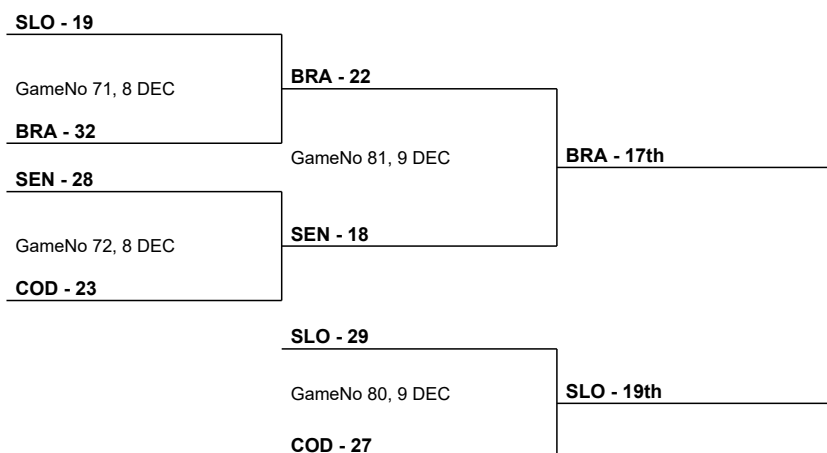 SLO - 19
GameNo 71, 8 DEC
BRA - 32
BRA - 22
GameNo 81, 9 DEC
BRA - 17th
SEN - 28
GameNo 72, 8 DEC
COD - 23
SEN - 18
SLO - 29
GameNo 80, 9 DEC
SLO - 19th
COD - 27